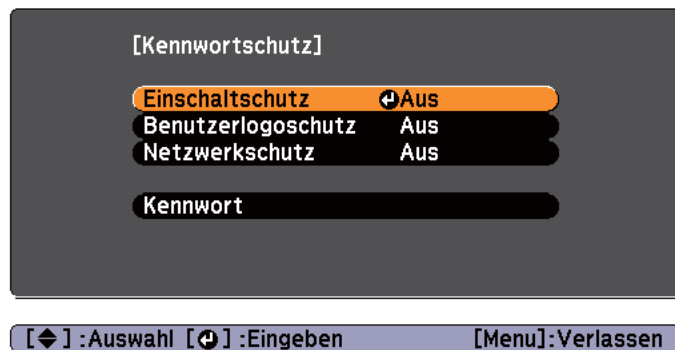 [Kennwortschutz]
Einschaltschutz Aus
Benutzerlogoschutz Aus
Netzwerkschutz Aus
Kennwort
[◆] :Auswahl [↵] :Eingeben [Menu]:Verlassen